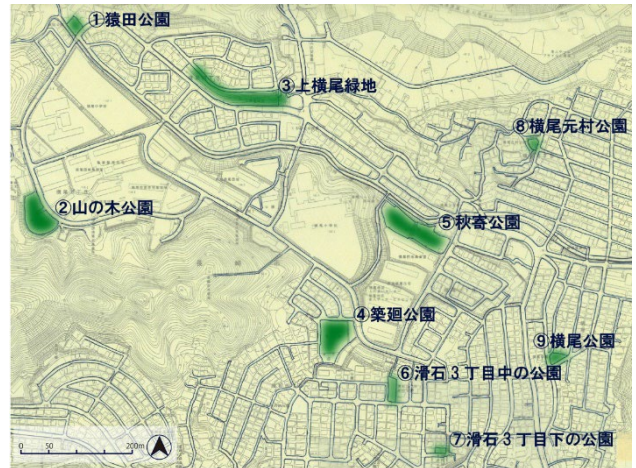 ①猿田公園
③上横尾緑地
⑧横尾元村公園
②山の木公園
⑤秋寄公園
④築廻公園
⑨横尾公園
⑥滑石３丁目中の公園
⑦滑石３丁目下の公園
0 50 100 200m